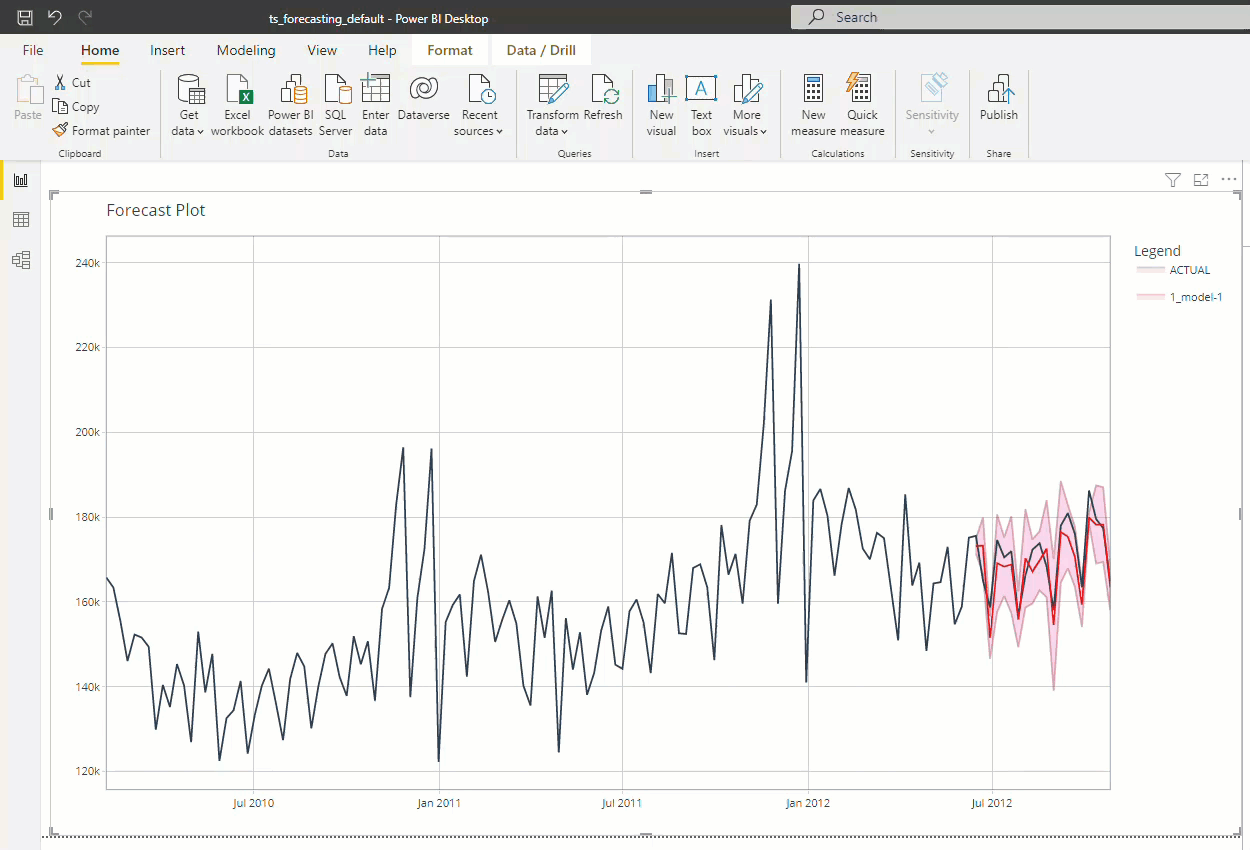 ts_forecasting_default - Power BI Desktop
Search
File Home Insert Modeling View Help Format Data / Drill
Paste
Cut
Copy
Format painter
Clipboard
Get data
Excel workbook
Power BI datasets
SQL Server
Enter data
Dataverse
Recent sources
Data
Transform data
Refresh
Queries
New visual
Text box
More visuals
Insert
New measure
Quick measure
Calculations
Sensitivity
Sensitivity
Publish
Share
Forecast Plot
240k
220k
200k
180k
160k
140k
120k
Jul 2010 Jan 2011 Jul 2011 Jan 2012 Jul 2012
Legend
ACTUAL
1_model-1